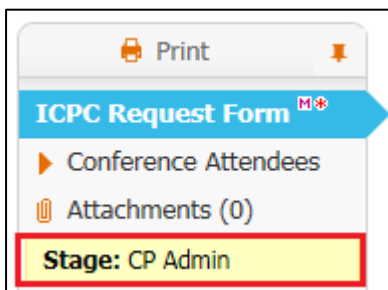 Print
ICPC Request Form M*
Conference Attendees
Attachments (0)
Stage: CP Admin